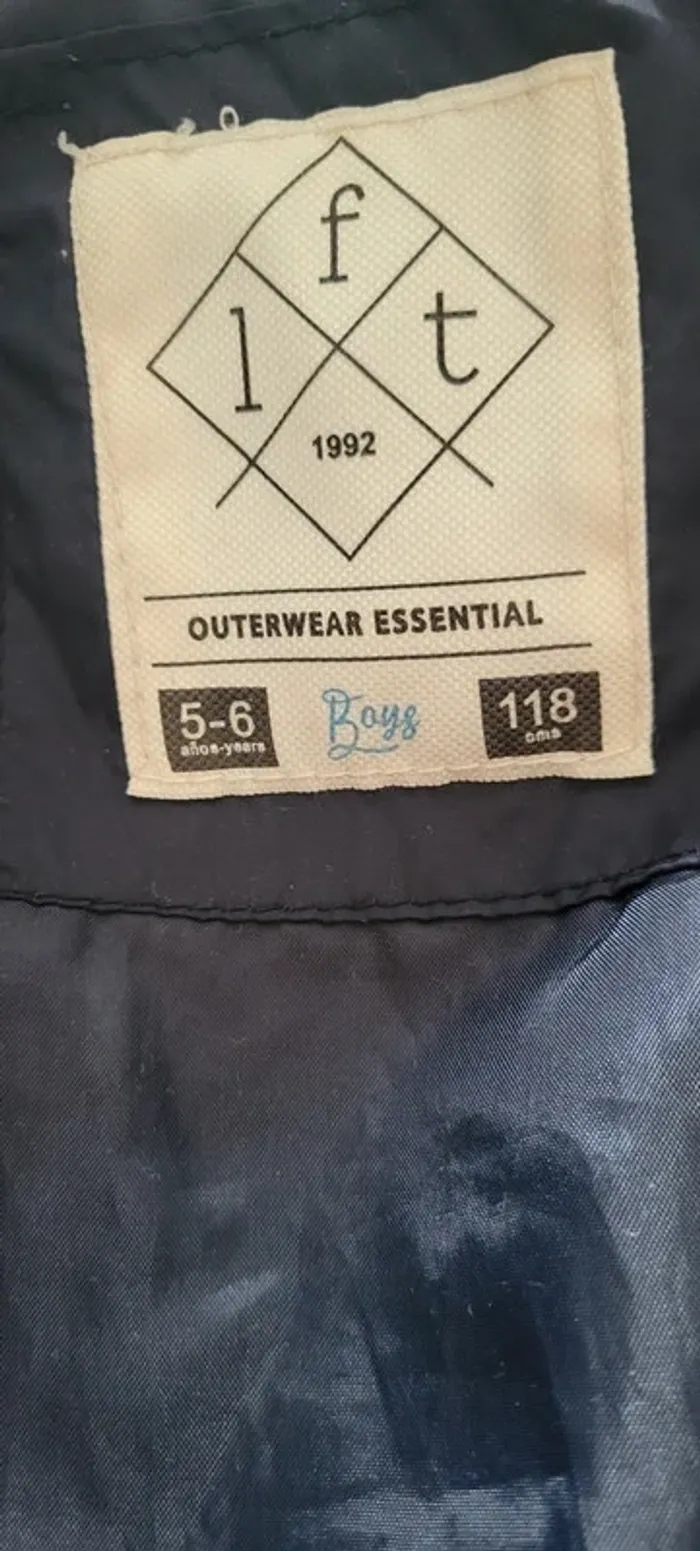 f
l t
1992
OUTERWEAR ESSENTIAL
5-6 Boys 118
años-years cms